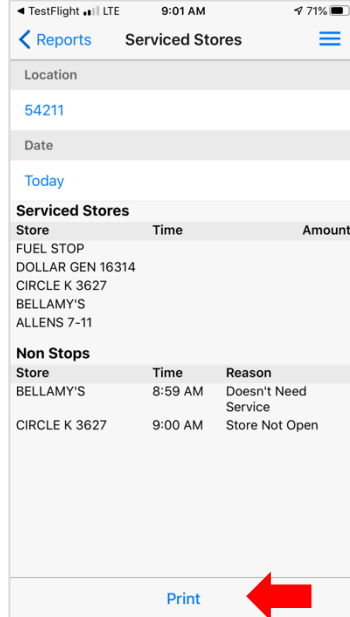 TestFlight LTE 9:01 AM 71%
Reports Serviced Stores
Location
54211
Date
Today
Serviced Stores
Store Time Amount
FUEL STOP
DOLLAR GEN 16314
CIRCLE K 3627
BELLAMY'S
ALLENS 7-11
Non Stops
Store Time Reason
BELLAMY'S 8:59 AM Doesn't Need
Service
CIRCLE K 3627 9:00 AM Store Not Open
Print